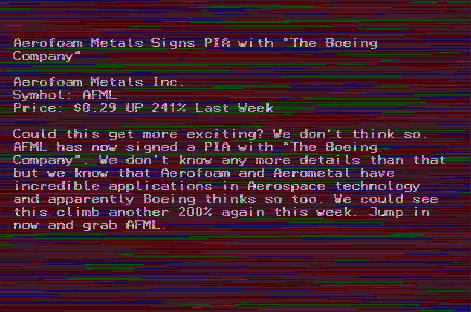 Aerofoam Metals Signs PIA with "The Boeing
Company"
Aerofoam Metals Inc.
Symbol: AFML
Price: $0.29 UP 241% Last Week
Could this get more exciting? We don't think so.
AFML has now signed a PIA with "The Boeing
Company". We don't know any more details than that
but we know that Aerofoam and Aerometal have
incredible applications in Aerospace technology
and apparently Boeing thinks so too. We could see
this climb another 200% again this week. Jump in
now and grab AFML.